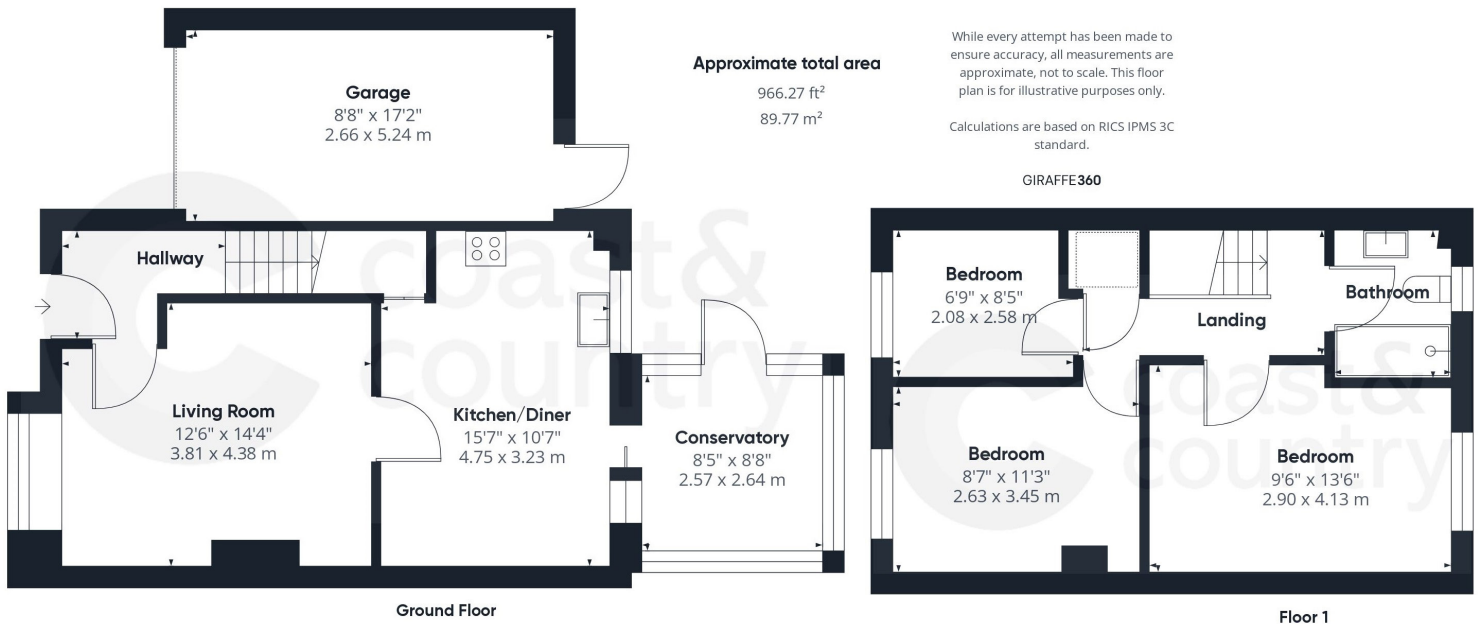 Garage
8'8" x 17'2"
2.66 x 5.24 m
Approximate total area
966.27 ft²
89.77 m²
While every attempt has been made to
ensure accuracy, all measurements are
approximate, not to scale. This floor
plan is for illustrative purposes only.
Calculations are based on RICS IPMS 3C
standard.
GIRAFFE360
Hallway
Living Room
12'6" x 14'4"
3.81 x 4.38 m
Kitchen/Diner
15'7" x 10'7"
4.75 x 3.23 m
Conservatory
8'5" x 8'8"
2.57 x 2.64 m
coast&
country
Ground Floor
Bedroom
6'9" x 8'5"
2.08 x 2.58 m
Landing
Bathroom
Bedroom
8'7" x 11'3"
2.63 x 3.45 m
Bedroom
9'6" x 13'6"
2.90 x 4.13 m
coast&
country
Floor 1